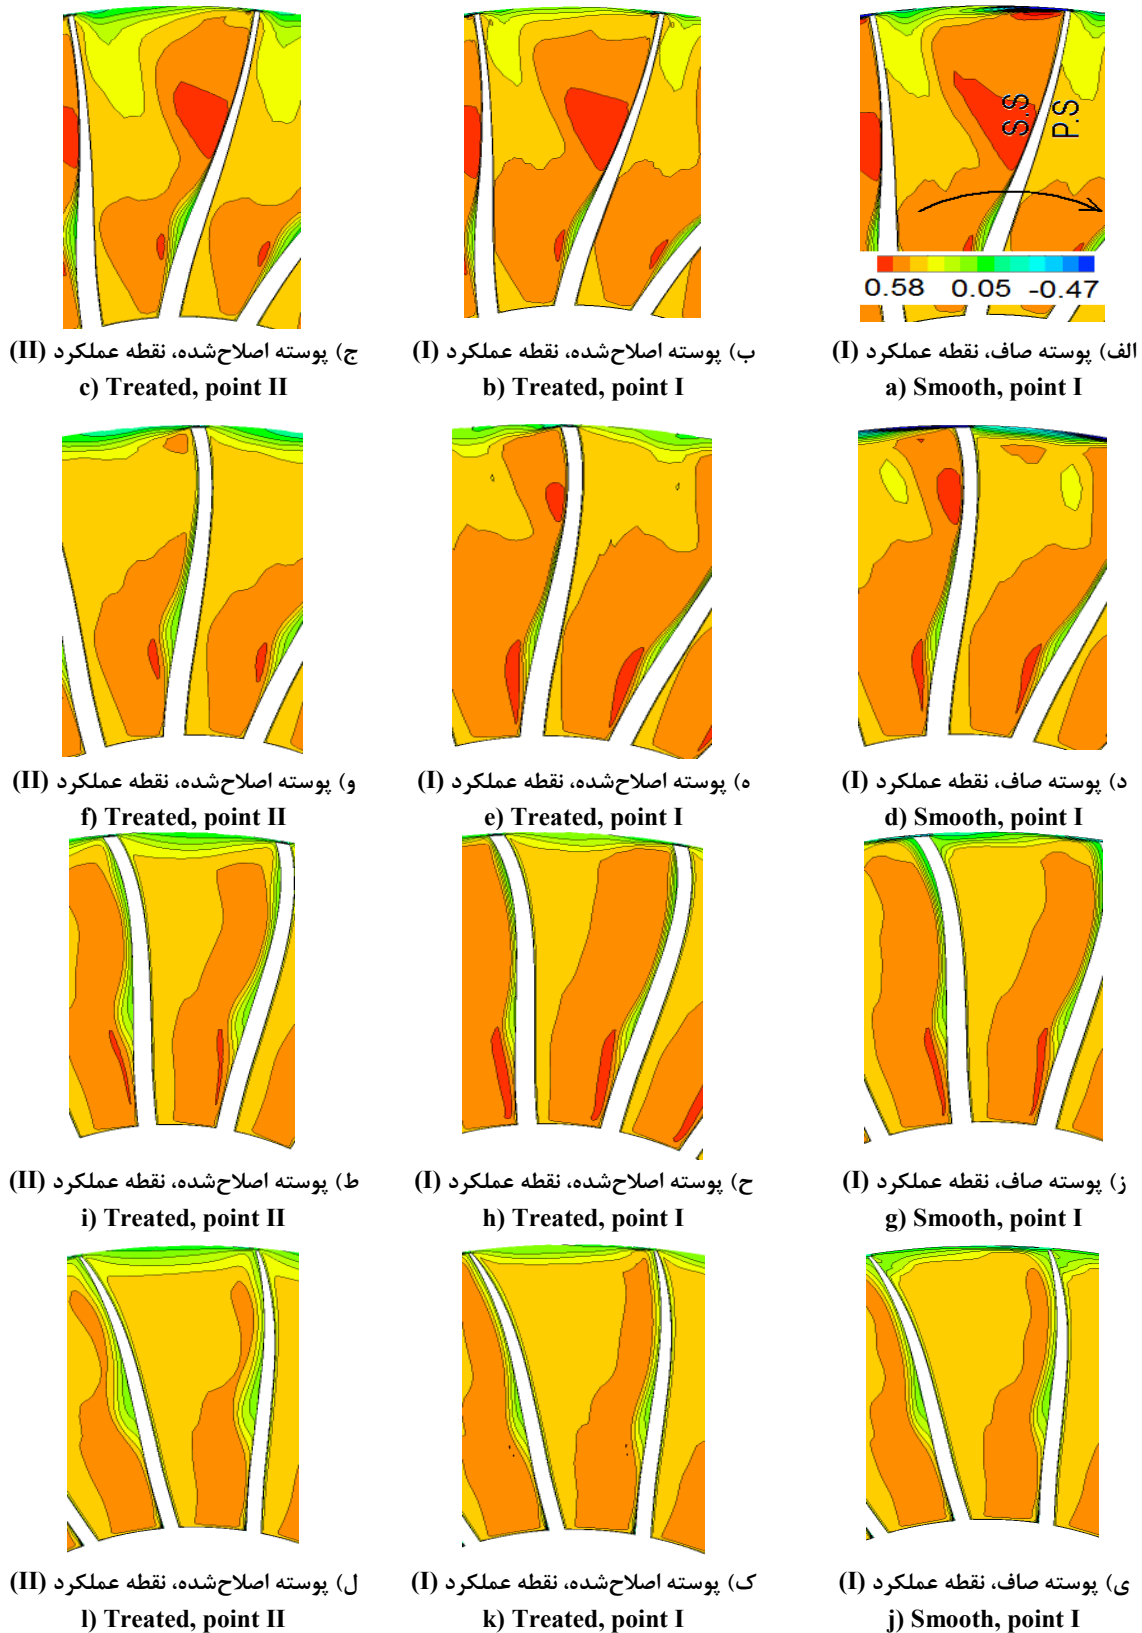 S.S
P.S
0.58 0.05 -0.47
الف) پوسته صاف، نقطه عملکرد (I)
a) Smooth, point I
ب) پوسته اصلاح‌شده، نقطه عملکرد (I)
b) Treated, point I
ج) پوسته اصلاح‌شده، نقطه عملکرد (II)
c) Treated, point II
د) پوسته صاف، نقطه عملکرد (I)
d) Smooth, point I
ه) پوسته اصلاح‌شده، نقطه عملکرد (I)
e) Treated, point I
و) پوسته اصلاح‌شده، نقطه عملکرد (II)
f) Treated, point II
ز) پوسته صاف، نقطه عملکرد (I)
g) Smooth, point I
ح) پوسته اصلاح‌شده، نقطه عملکرد (I)
h) Treated, point I
ط) پوسته اصلاح‌شده، نقطه عملکرد (II)
i) Treated, point II
ی) پوسته صاف، نقطه عملکرد (I)
j) Smooth, point I
ک) پوسته اصلاح‌شده، نقطه عملکرد (I)
k) Treated, point I
ل) پوسته اصلاح‌شده، نقطه عملکرد (II)
l) Treated, point II